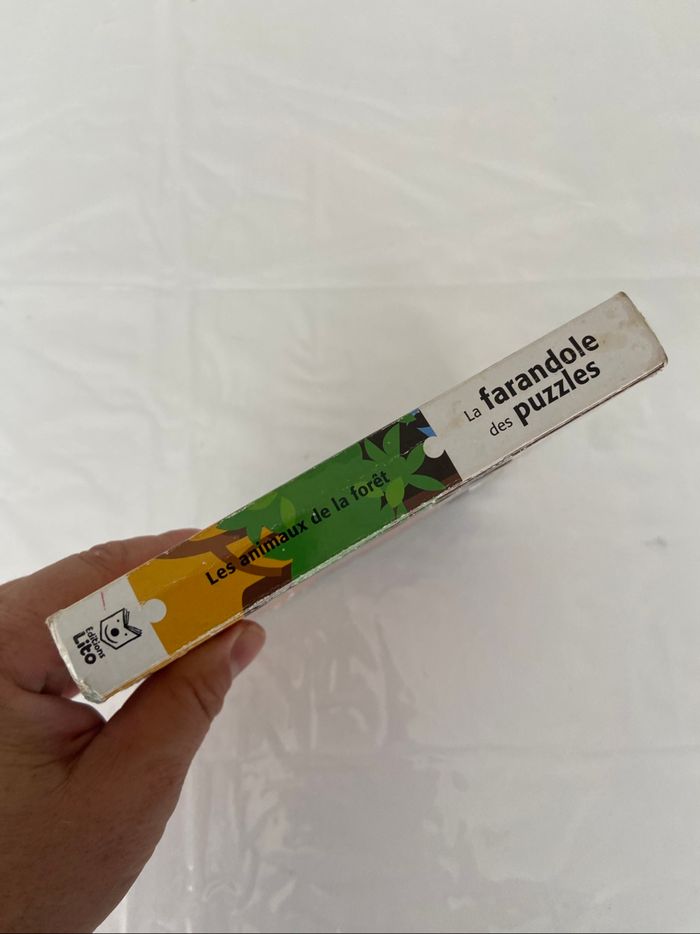 Editions
Lito
Les animaux de la forêt
La farandole
des puzzles